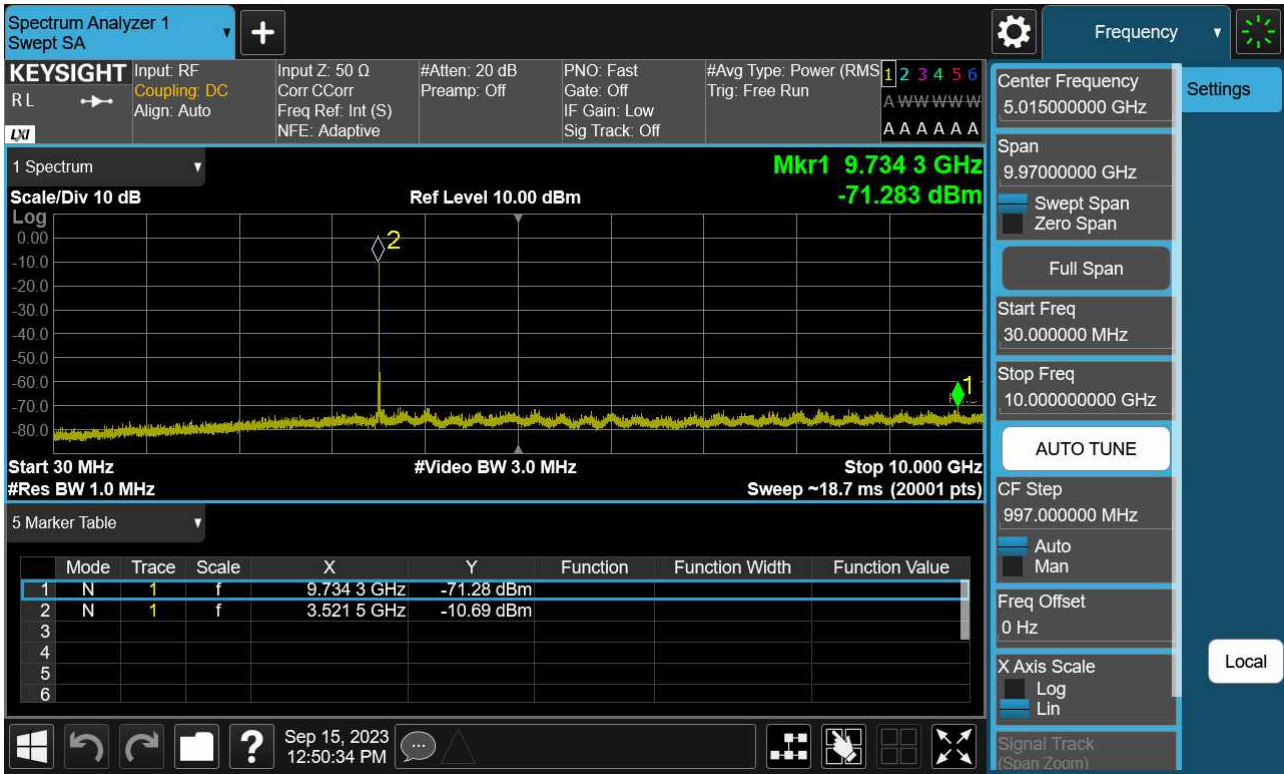 Spectrum Analyzer 1
Swept SA
+
Frequency
KEYSIGHT
RL
LXI
Input: RF
Coupling: DC
Align: Auto
Input Z: 50 Ω
Corr CCorr
Freq Ref: Int (S)
NFE: Adaptive
#Atten: 20 dB
Preamp: Off
PNO: Fast
Gate: Off
IF Gain: Low
Sig Track: Off
#Avg Type: Power (RMS
Trig: Free Run
1 2 3 4 5 6
A W W W W W
A A A A A A
1 Spectrum
Mkr1 9.734 3 GHz
-71.283 dBm
Scale/Div 10 dB
Ref Level 10.00 dBm
Log
0.00
-10.0
-20.0
-30.0
-40.0
-50.0
-60.0
-70.0
-80.0
2
1
Start 30 MHz
#Video BW 3.0 MHz
Stop 10.000 GHz
#Res BW 1.0 MHz
Sweep ~18.7 ms (20001 pts)
5 Marker Table
Mode Trace Scale X Y Function Function Width Function Value
1 N 1 f 9.734 3 GHz -71.28 dBm
2 N 1 f 3.521 5 GHz -10.69 dBm
3
4
5
6
Center Frequency
5.015000000 GHz
Span
9.97000000 GHz
Swept Span
Zero Span
Full Span
Start Freq
30.000000 MHz
Stop Freq
10.000000000 GHz
AUTO TUNE
CF Step
997.000000 MHz
Auto
Man
Freq Offset
0 Hz
X Axis Scale
Log
Lin
Signal Track
(Span Zoom)
Settings
Local
?
Sep 15, 2023
12:50:34 PM